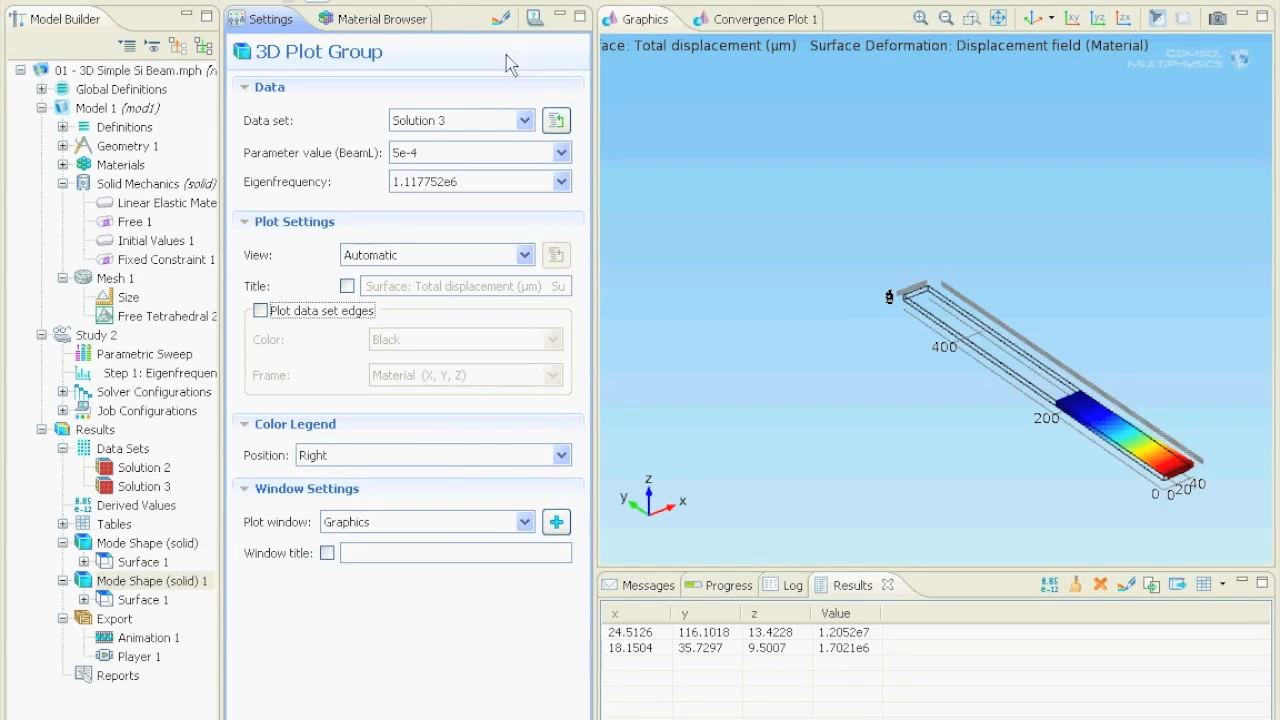 Model Builder
01 - 3D Simple Si Beam.mph (r
Global Definitions
Model 1 (mod1)
Definitions
Geometry 1
Materials
Solid Mechanics (solid)
Linear Elastic Mate
Free 1
Initial Values 1
Fixed Constraint 1
Mesh 1
Size
Free Tetrahedral 2
Study 2
Parametric Sweep
Step 1: Eigenfrequen
Solver Configurations
Job Configurations
Results
Data Sets
Solution 2
Solution 3
Derived Values
Tables
Mode Shape (solid)
Surface 1
Mode Shape (solid) 1
Surface 1
Export
Animation 1
Player 1
Reports
Settings
Material Browser
3D Plot Group
Data
Data set: Solution 3
Parameter value (BeamL): 5e-4
Eigenfrequency: 1.117752e6
Plot Settings
View: Automatic
Title: Surface: Total displacement (µm) Su
Plot data set edges
Color: Black
Frame: Material (X, Y, Z)
Color Legend
Position: Right
Window Settings
Plot window: Graphics
Window title:
Graphics
Convergence Plot 1
xy yz zx
face: Total displacement (µm) Surface Deformation: Displacement field (Material)
COMSOL
MULTIPHYSICS
400
200
0 0 20 40
z
y x
Messages Progress Log Results
8.85
e-12
x y z Value
24.5126 116.1018 13.4228 1.2052e7
18.1504 35.7297 9.5007 1.7021e6